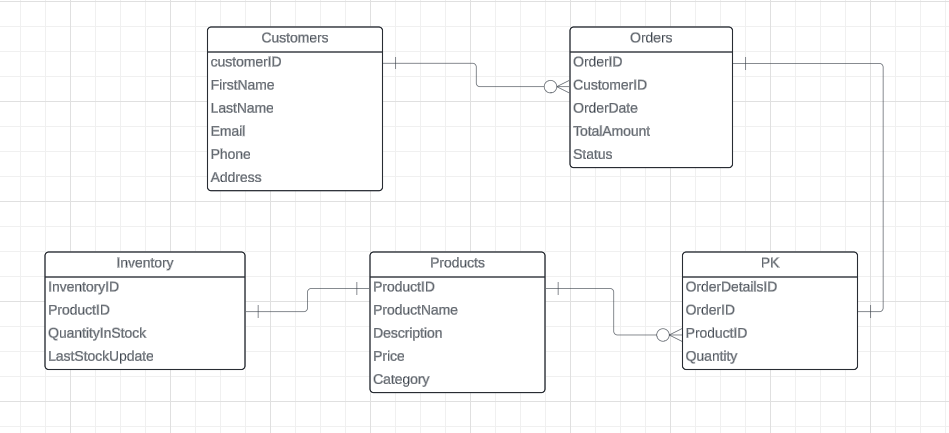 Customers
customerID
FirstName
LastName
Email
Phone
Address
Orders
OrderID
CustomerID
OrderDate
TotalAmount
Status
Inventory
InventoryID
ProductID
QuantityInStock
LastStockUpdate
Products
ProductID
ProductName
Description
Price
Category
PK
OrderDetailsID
OrderID
ProductID
Quantity